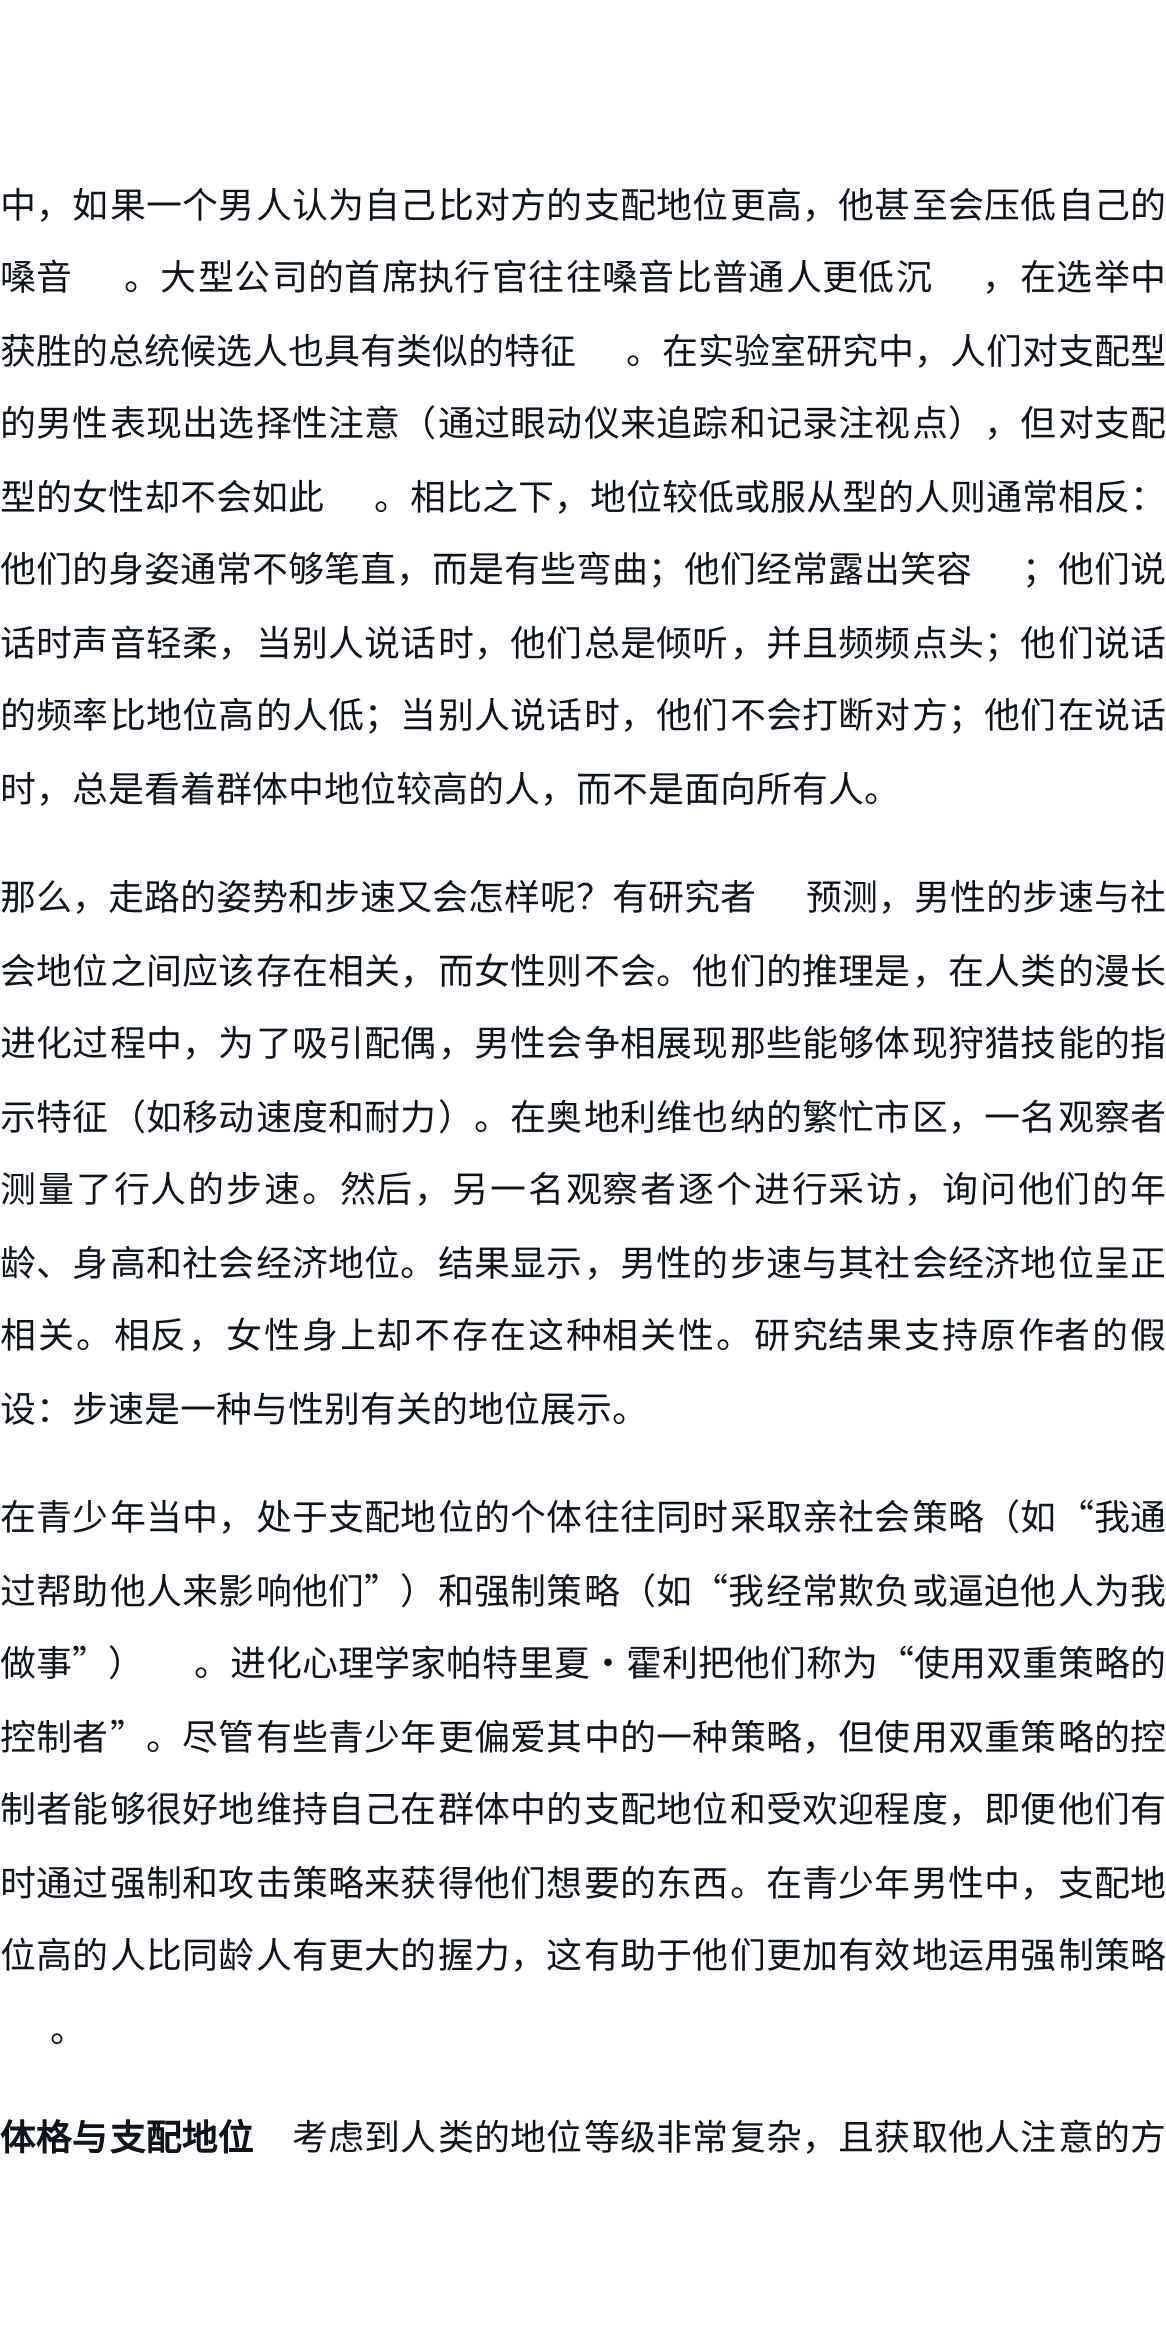 中，如果一个男人认为自己比对方的支配地位更高，他甚至会压低自己的
嗓音 。大型公司的首席执行官往往嗓音比普通人更低沉 ，在选举中
获胜的总统候选人也具有类似的特征 。在实验室研究中，人们对支配型
的男性表现出选择性注意（通过眼动仪来追踪和记录注视点），但对支配
型的女性却不会如此 。相比之下，地位较低或服从型的人则通常相反：
他们的身姿通常不够笔直，而是有些弯曲；他们经常露出笑容 ；他们说
话时声音轻柔，当别人说话时，他们总是倾听，并且频频点头；他们说话
的频率比地位高的人低；当别人说话时，他们不会打断对方；他们在说话
时，总是看着群体中地位较高的人，而不是面向所有人。
那么，走路的姿势和步速又会怎样呢？有研究者 预测，男性的步速与社
会地位之间应该存在相关，而女性则不会。他们的推理是，在人类的漫长
进化过程中，为了吸引配偶，男性会争相展现那些能够体现狩猎技能的指
示特征（如移动速度和耐力）。在奥地利维也纳的繁忙市区，一名观察者
测量了行人的步速。然后，另一名观察者逐个进行采访，询问他们的年
龄、身高和社会经济地位。结果显示，男性的步速与其社会经济地位呈正
相关。相反，女性身上却不存在这种相关性。研究结果支持原作者的假
设：步速是一种与性别有关的地位展示。
在青少年当中，处于支配地位的个体往往同时采取亲社会策略（如“我通
过帮助他人来影响他们”）和强制策略（如“我经常欺负或逼迫他人为我
做事”） 。进化心理学家帕特里夏·霍利把他们称为“使用双重策略的
控制者”。尽管有些青少年更偏爱其中的一种策略，但使用双重策略的控
制者能够很好地维持自己在群体中的支配地位和受欢迎程度，即便他们有
时通过强制和攻击策略来获得他们想要的东西。在青少年男性中，支配地
位高的人比同龄人有更大的握力，这有助于他们更加有效地运用强制策略
。
体格与支配地位 考虑到人类的地位等级非常复杂，且获取他人注意的方